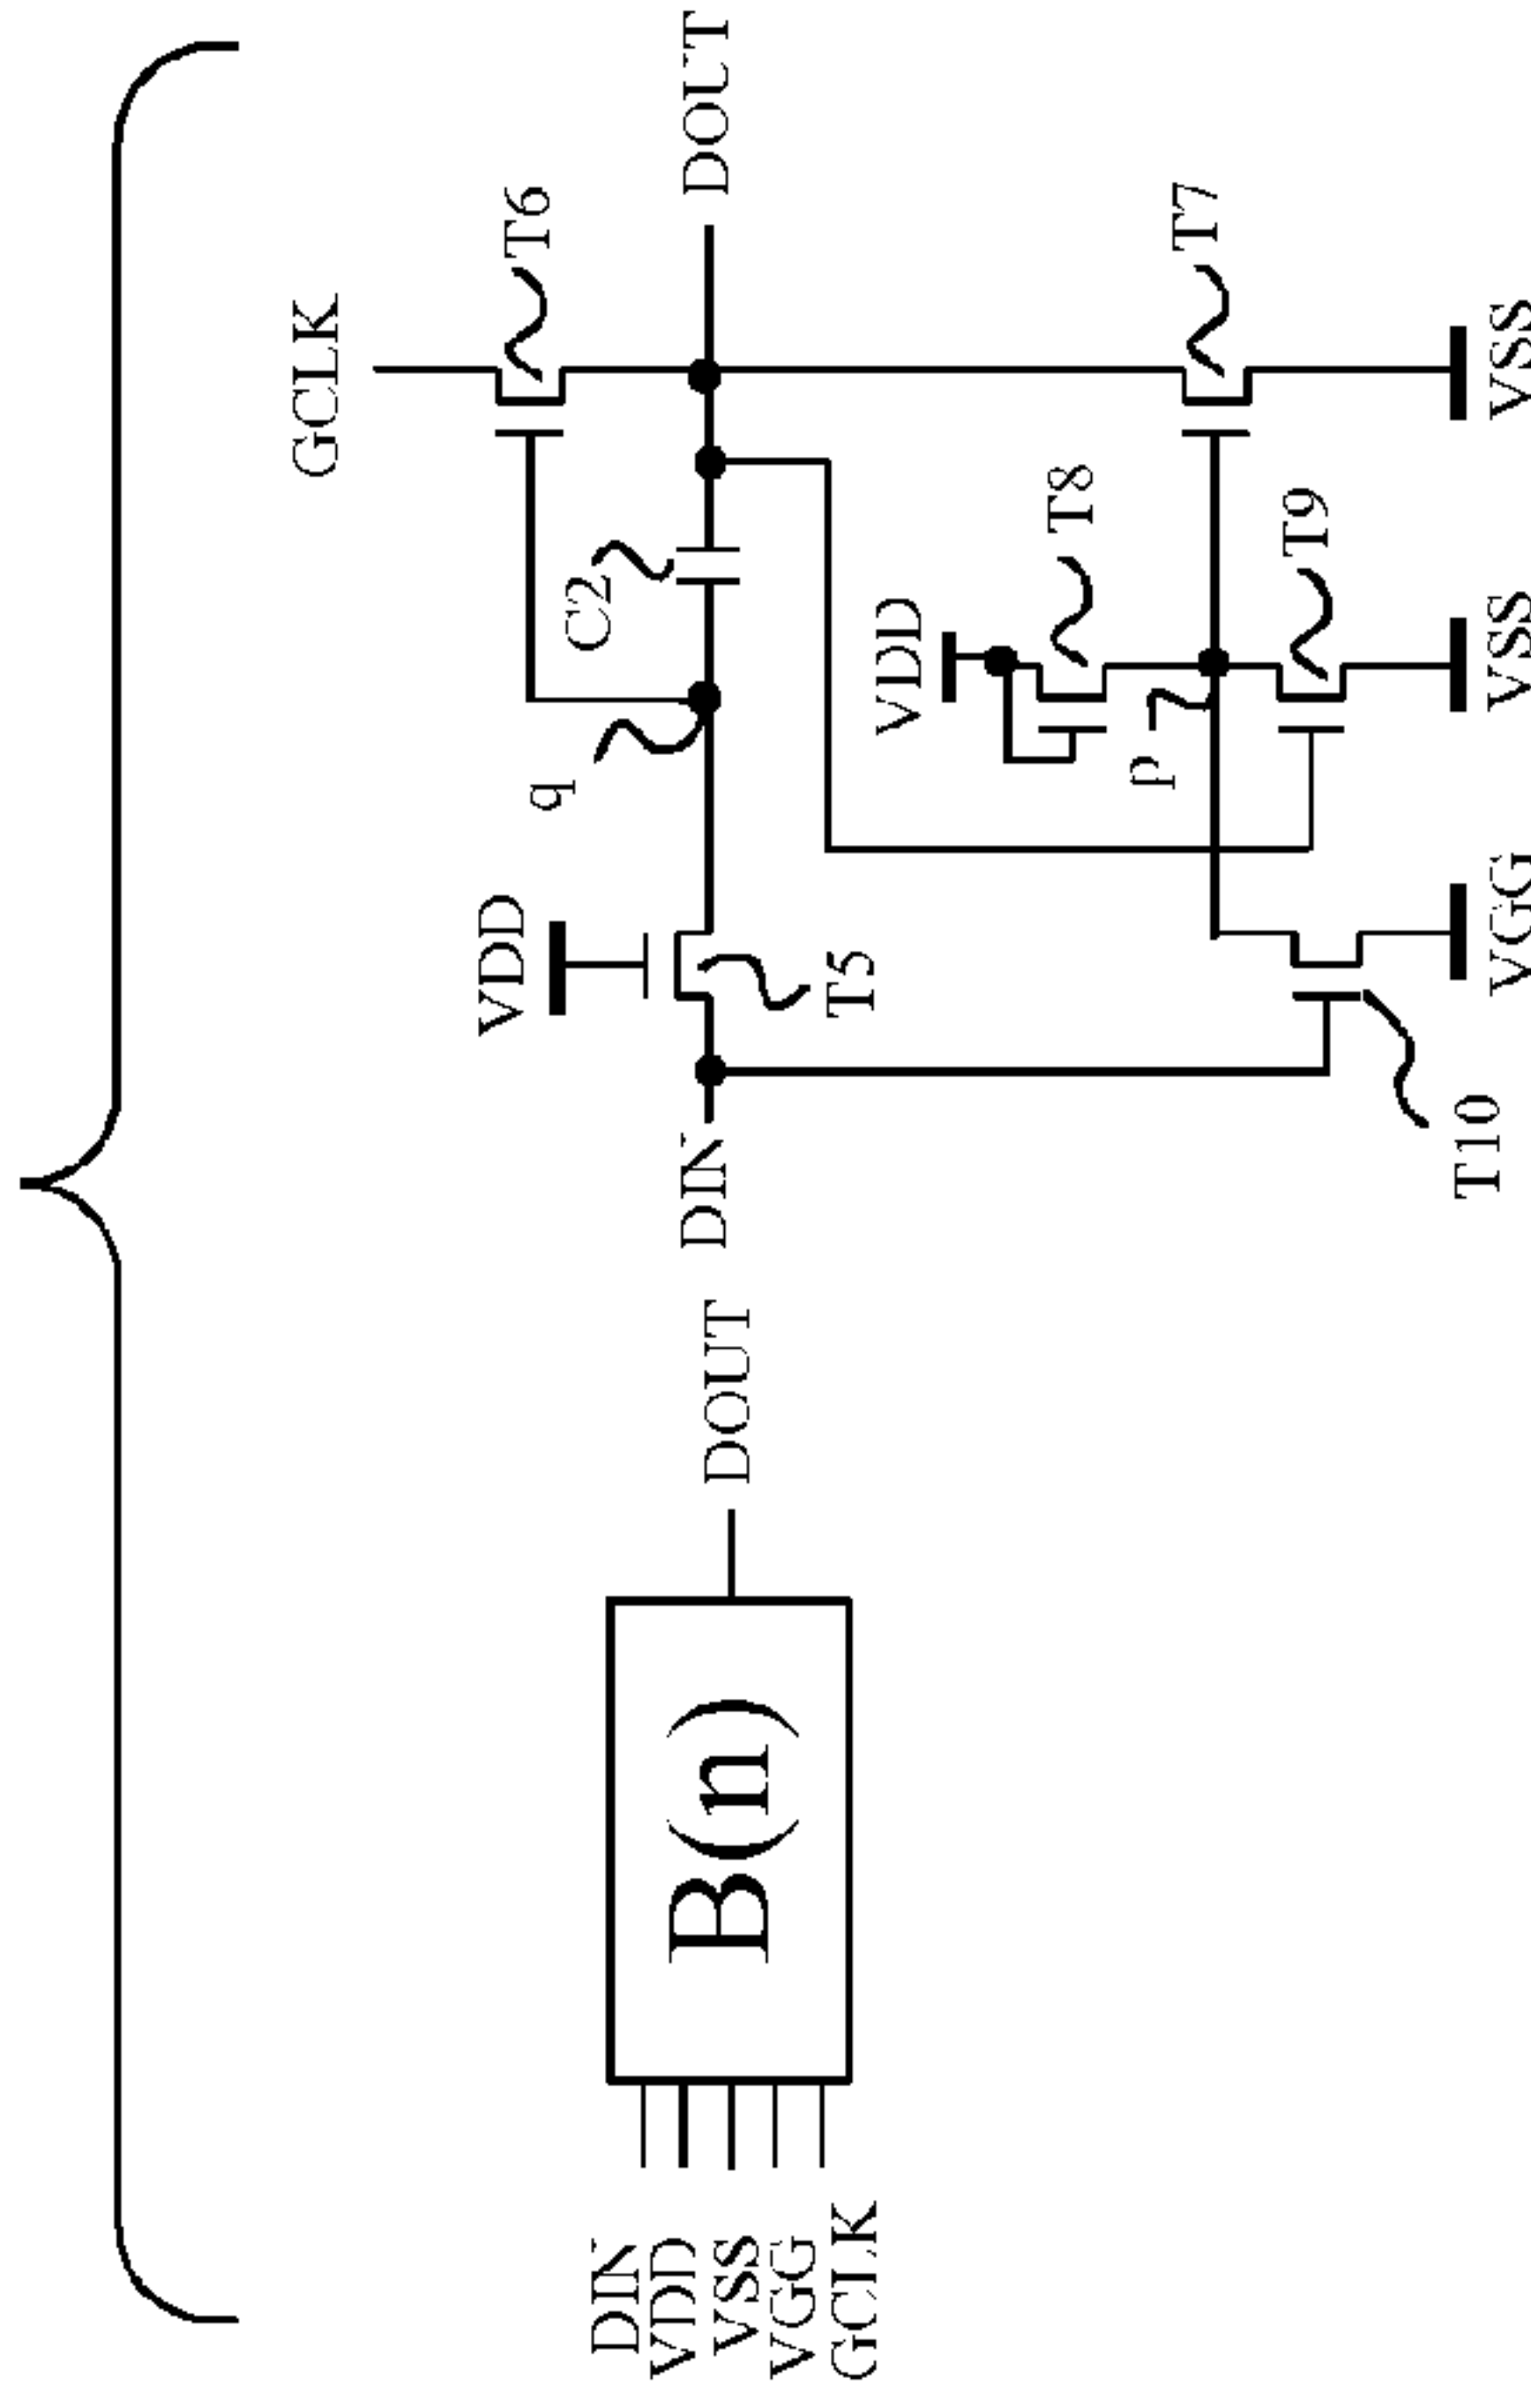 DIN
VDD
VSS
VGG
GCLK
B(n)
DOUT
GCLK
T6
VDD
q
C2
DIN
DOUT
T5
VDD
T8
p
T7
T9
T10
VGG
VSS
VSS